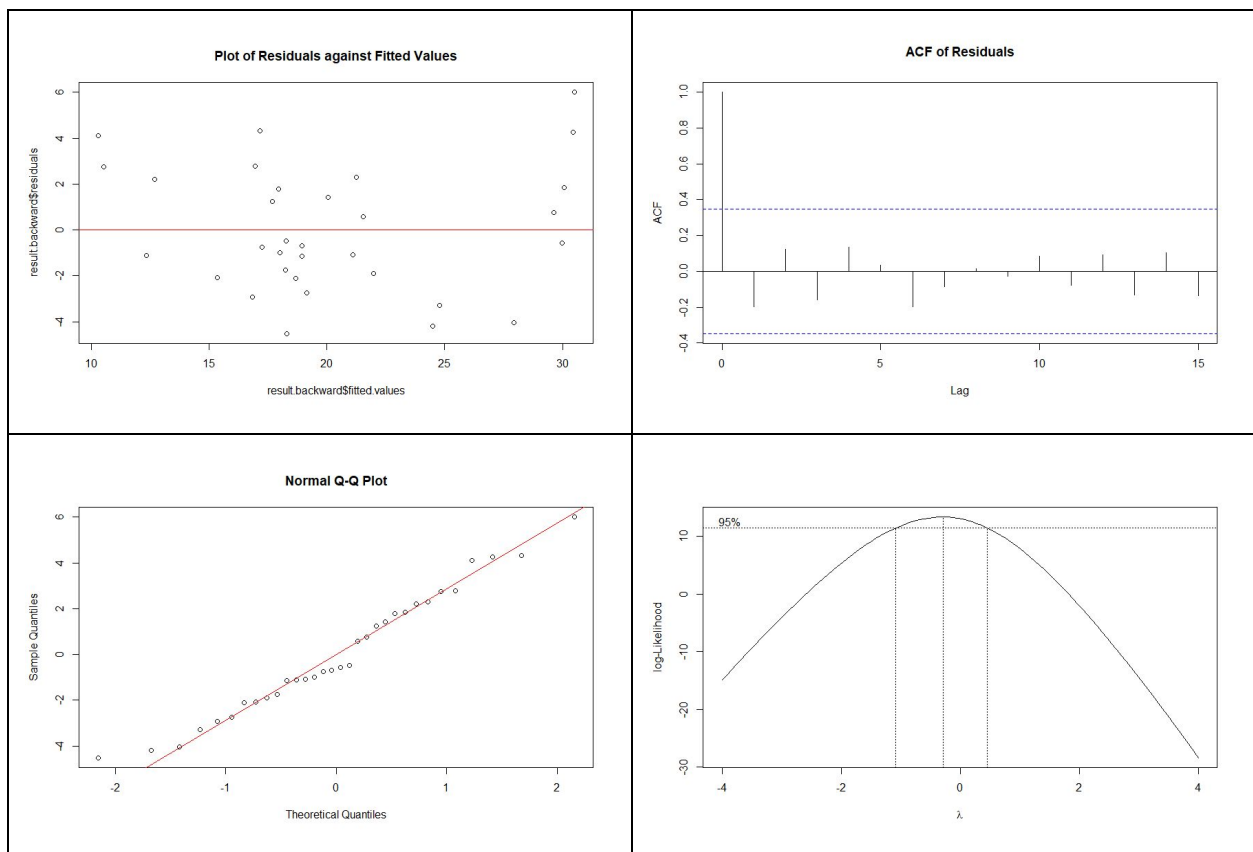 Plot of Residuals against Fitted Values
result.backward$residuals
6
4
2
0
-2
-4
10 15 20 25 30
result.backward$fitted.values
ACF of Residuals
ACF
1.0
0.8
0.6
0.4
0.2
0.0
-0.2
-0.4
0 5 10 15
Lag
Normal Q-Q Plot
Sample Quantiles
6
4
2
0
-2
-4
-2 -1 0 1 2
Theoretical Quantiles
95%
log-Likelihood
10
0
-10
-20
-30
-4 -2 0 2 4
λ